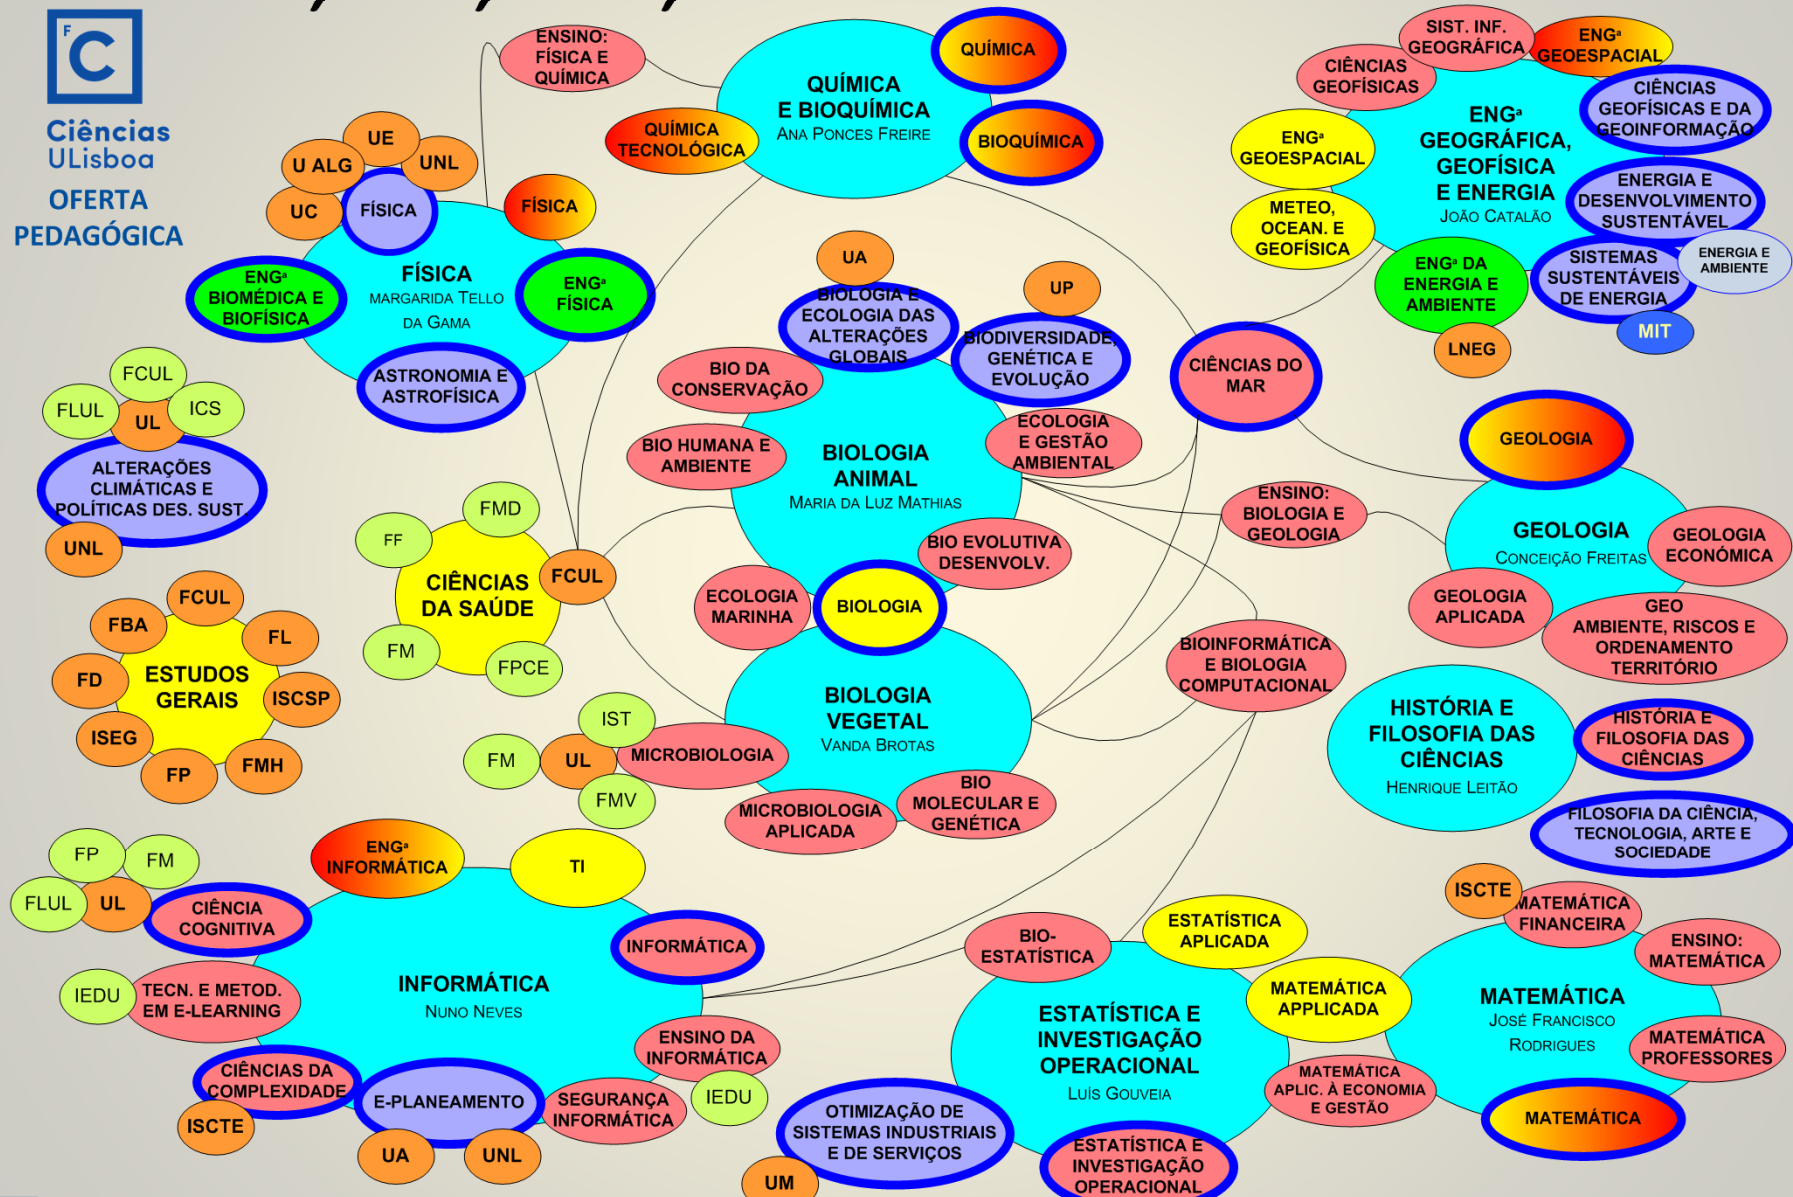 F
C
Ciências
ULisboa
OFERTA
PEDAGÓGICA
ENSINO:
FÍSICA E
QUÍMICA
QUÍMICA
E BIOQUÍMICA
ANA PONCES FREIRE
QUÍMICA
BIOQUÍMICA
QUÍMICA
TECNOLÓGICA
SIST. INF.
GEOGRÁFICA
ENGª
GEOESPACIAL
CIÊNCIAS
GEOFÍSICAS
CIÊNCIAS
GEOFÍSICAS E DA
GEOINFORMAÇÃO
ENGª
GEOGRÁFICA,
GEOFÍSICA
E ENERGIA
JOÃO CATALÃO
ENGª
GEOESPACIAL
METEO,
OCEAN. E
GEOFÍSICA
ENERGIA E
DESENVOLVIMENTO
SUSTENTÁVEL
SISTEMAS
SUSTENTÁVEIS
DE ENERGIA
ENERGIA E
AMBIENTE
MIT
ENGª DA
ENERGIA E
AMBIENTE
LNEG
UE
U ALG
UNL
UC
FÍSICA
FÍSICA
FÍSICA
MARGARIDA TELLO
DA GAMA
ENGª
BIOMÉDICA E
BIOFÍSICA
ENGª
FÍSICA
ASTRONOMIA E
ASTROFÍSICA
UA
BIOLOGIA E
ECOLOGIA DAS
ALTERAÇÕES
GLOBAIS
UP
BIODIVERSIDADE,
GENÉTICA E
EVOLUÇÃO
BIO DA
CONSERVAÇÃO
BIO HUMANA E
AMBIENTE
BIOLOGIA
ANIMAL
MARIA DA LUZ MATHIAS
ECOLOGIA
E GESTÃO
AMBIENTAL
CIÊNCIAS DO
MAR
GEOLOGIA
FCUL
FLUL
ICS
UL
ALTERAÇÕES
CLIMÁTICAS E
POLÍTICAS DES. SUST.
UNL
FMD
FF
CIÊNCIAS
DA SAÚDE
FCUL
FM
FPCE
BIO EVOLUTIVA
DESENVOLV.
ENSINO:
BIOLOGIA E
GEOLOGIA
GEOLOGIA
CONCEIÇÃO FREITAS
GEOLOGIA
ECONÓMICA
GEOLOGIA
APLICADA
GEO
AMBIENTE, RISCOS E
ORDENAMENTO
TERRITÓRIO
ECOLOGIA
MARINHA
BIOLOGIA
BIOINFORMÁTICA
E BIOLOGIA
COMPUTACIONAL
FCUL
FBA
FL
FD
ESTUDOS
GERAIS
ISCSP
ISEG
FP
FMH
BIOLOGIA
VEGETAL
VANDA BROTAS
IST
FM
UL
FMV
MICROBIOLOGIA
MICROBIOLOGIA
APLICADA
BIO
MOLECULAR E
GENÉTICA
HISTÓRIA E
FILOSOFIA DAS
CIÊNCIAS
HENRIQUE LEITÃO
HISTÓRIA E
FILOSOFIA DAS
CIÊNCIAS
FILOSOFIA DA CIÊNCIA,
TECNOLOGIA, ARTE E
SOCIEDADE
FP
FM
FLUL
UL
CIÊNCIA
COGNITIVA
ENGª
INFORMÁTICA
TI
INFORMÁTICA
IEDU
TECN. E METOD.
EM E-LEARNING
INFORMÁTICA
NUNO NEVES
ENSINO DA
INFORMÁTICA
IEDU
CIÊNCIAS DA
COMPLEXIDADE
ISCTE
E-PLANEAMENTO
UA
UNL
SEGURANÇA
INFORMÁTICA
BIO-
ESTATÍSTICA
ESTATÍSTICA
APLICADA
MATEMÁTICA
APPLICADA
ESTATÍSTICA E
INVESTIGAÇÃO
OPERACIONAL
LUÍS GOUVEIA
MATEMÁTICA
APLIC. À ECONOMIA
E GESTÃO
OTIMIZAÇÃO DE
SISTEMAS INDUSTRIAIS
E DE SERVIÇOS
UM
ESTATÍSTICA E
INVESTIGAÇÃO
OPERACIONAL
ISCTE
MATEMÁTICA
FINANCEIRA
ENSINO:
MATEMÁTICA
MATEMÁTICA
JOSÉ FRANCISCO
RODRIGUES
MATEMÁTICA
PROFESSORES
MATEMÁTICA